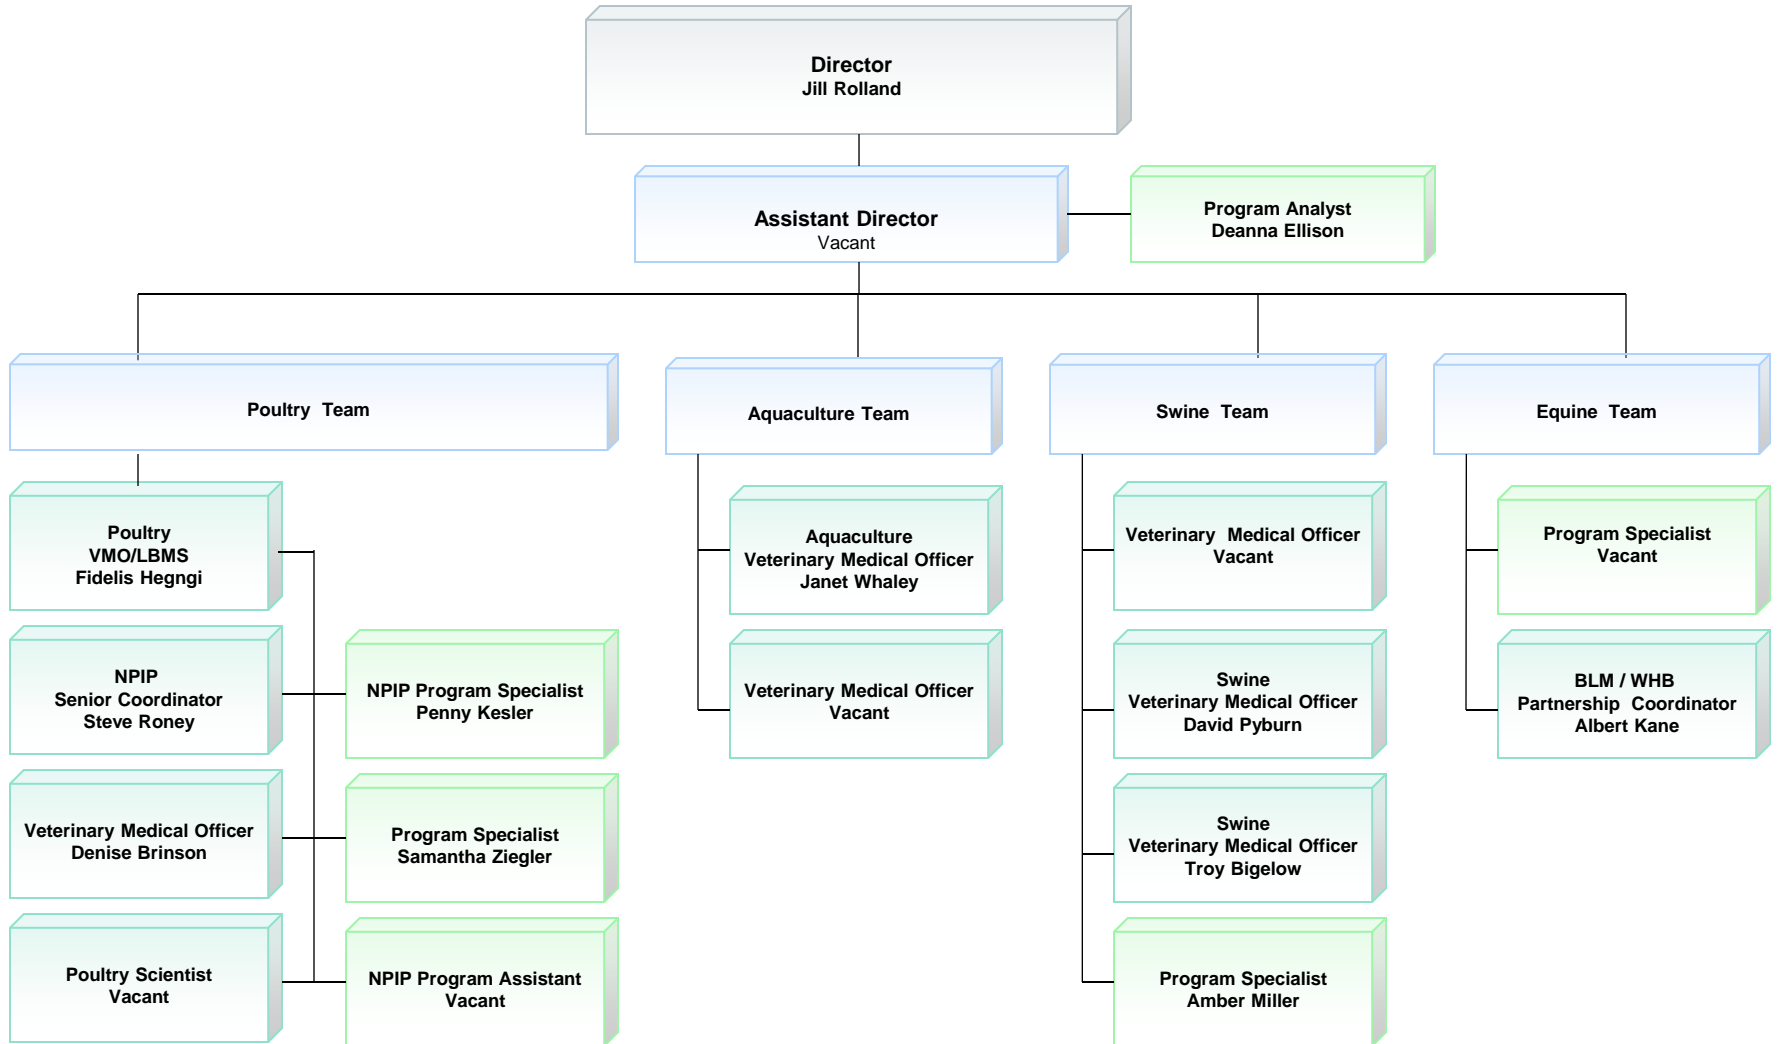 Director
Jill Rolland
Assistant Director
Vacant
Program Analyst
Deanna Ellison
Poultry Team
Aquaculture Team
Swine Team
Equine Team
Poultry
VMO/LBMS
Fidelis Hegngi
NPIP
Senior Coordinator
Steve Roney
NPIP Program Specialist
Penny Kesler
Veterinary Medical Officer
Denise Brinson
Program Specialist
Samantha Ziegler
Poultry Scientist
Vacant
NPIP Program Assistant
Vacant
Aquaculture
Veterinary Medical Officer
Janet Whaley
Veterinary Medical Officer
Vacant
Veterinary Medical Officer
Vacant
Swine
Veterinary Medical Officer
David Pyburn
Swine
Veterinary Medical Officer
Troy Bigelow
Program Specialist
Amber Miller
Program Specialist
Vacant
BLM / WHB
Partnership Coordinator
Albert Kane